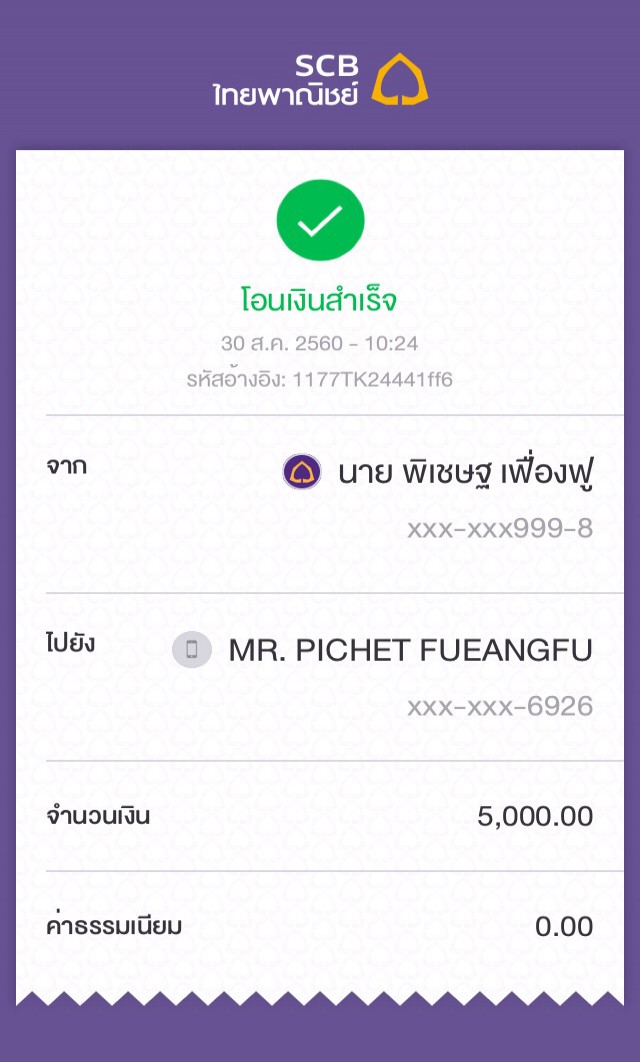 SCB
ไทยพาณิชย์
โอนเงินสำเร็จ
30 ส.ค. 2560 - 10:24
รหัสอ้างอิง: 1177TK24441ff6
จาก
นาย พิเชษฐ เฟื่องฟู
xxx-xxx999-8
ไปยัง
MR. PICHET FUEANGFU
xxx-xxx-6926
จำนวนเงิน 5,000.00
ค่าธรรมเนียม 0.00